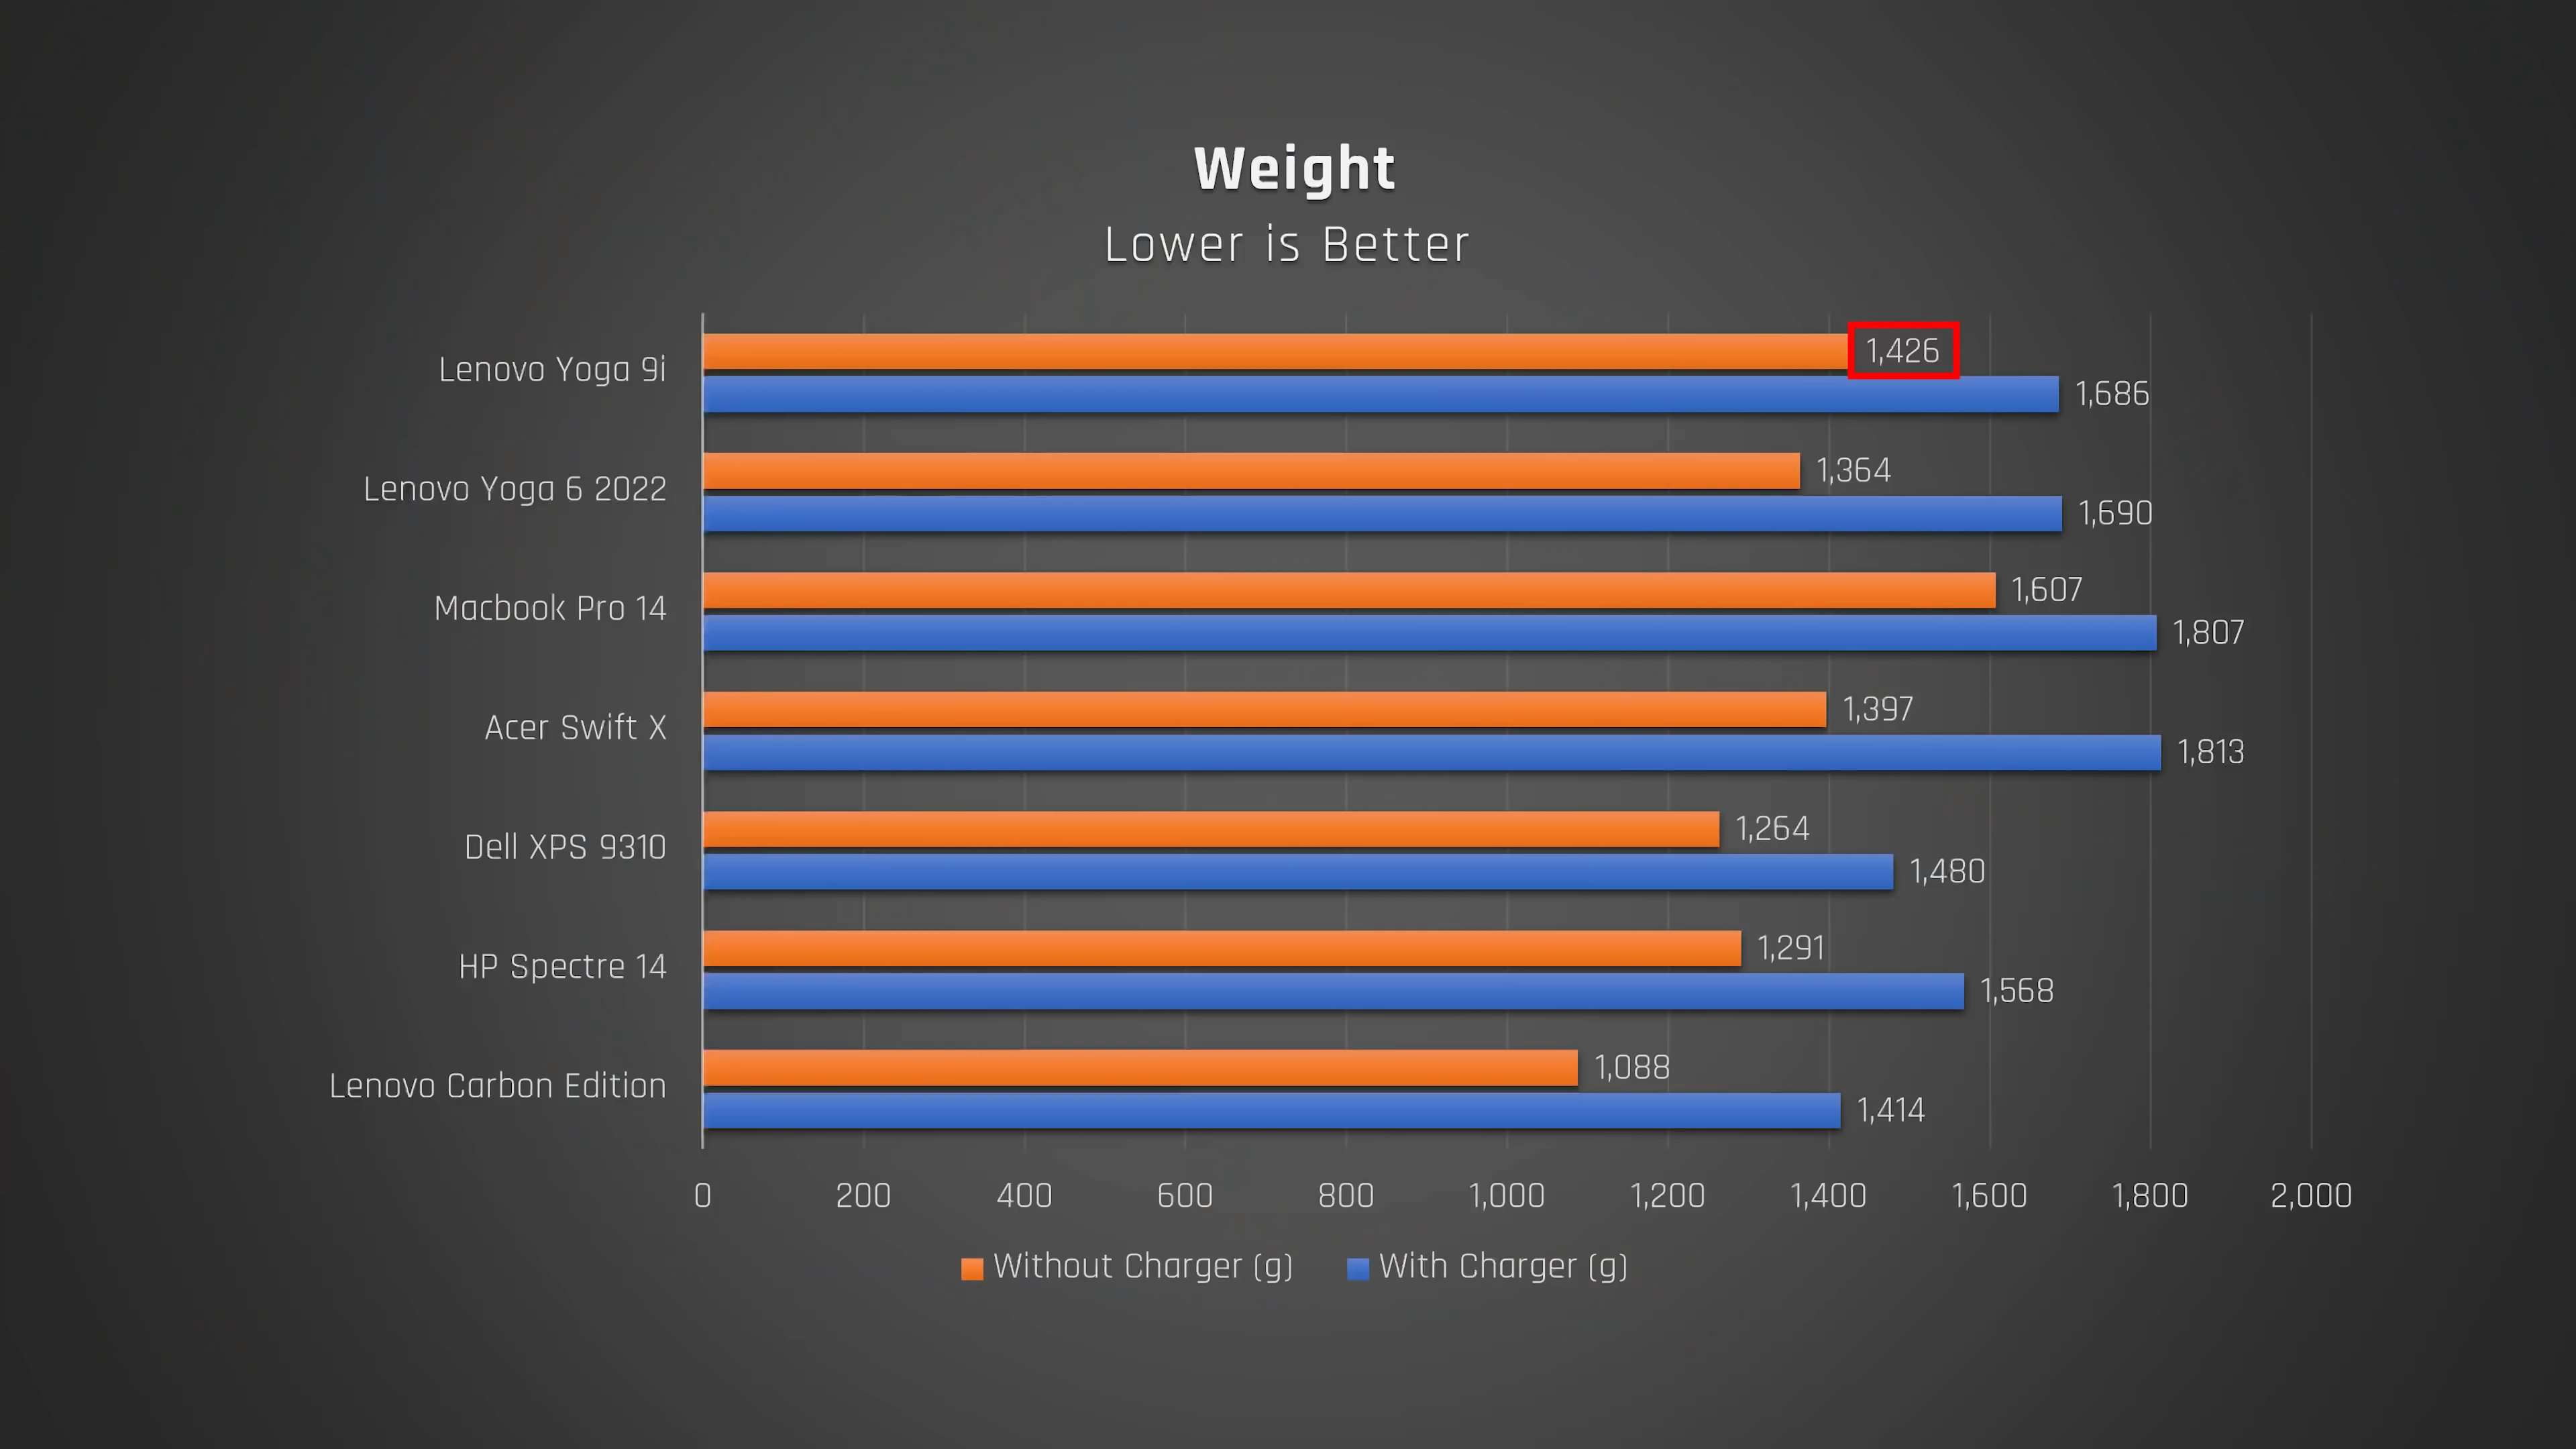 Weight
Lower is Better
Lenovo Yoga 9i
1,426
1,686
Lenovo Yoga 6 2022
1,364
1,690
Macbook Pro 14
1,607
1,807
Acer Swift X
1,397
1,813
Dell XPS 9310
1,264
1,480
HP Spectre 14
1,291
1,568
Lenovo Carbon Edition
1,088
1,414
0 200 400 600 800 1,000 1,200 1,400 1,600 1,800 2,000
Without Charger (g) With Charger (g)